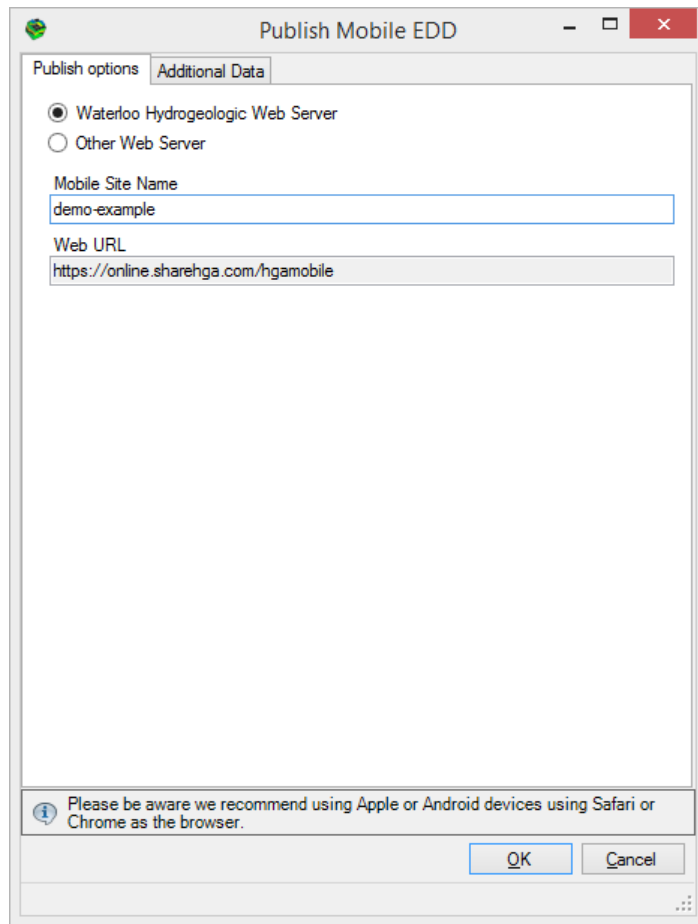 Publish Mobile EDD
Publish options
Additional Data
Waterloo Hydrogeologic Web Server
Other Web Server
Mobile Site Name
demo-example
Web URL
https://online.sharehga.com/hgamobile
Please be aware we recommend using Apple or Android devices using Safari or
Chrome as the browser.
OK
Cancel